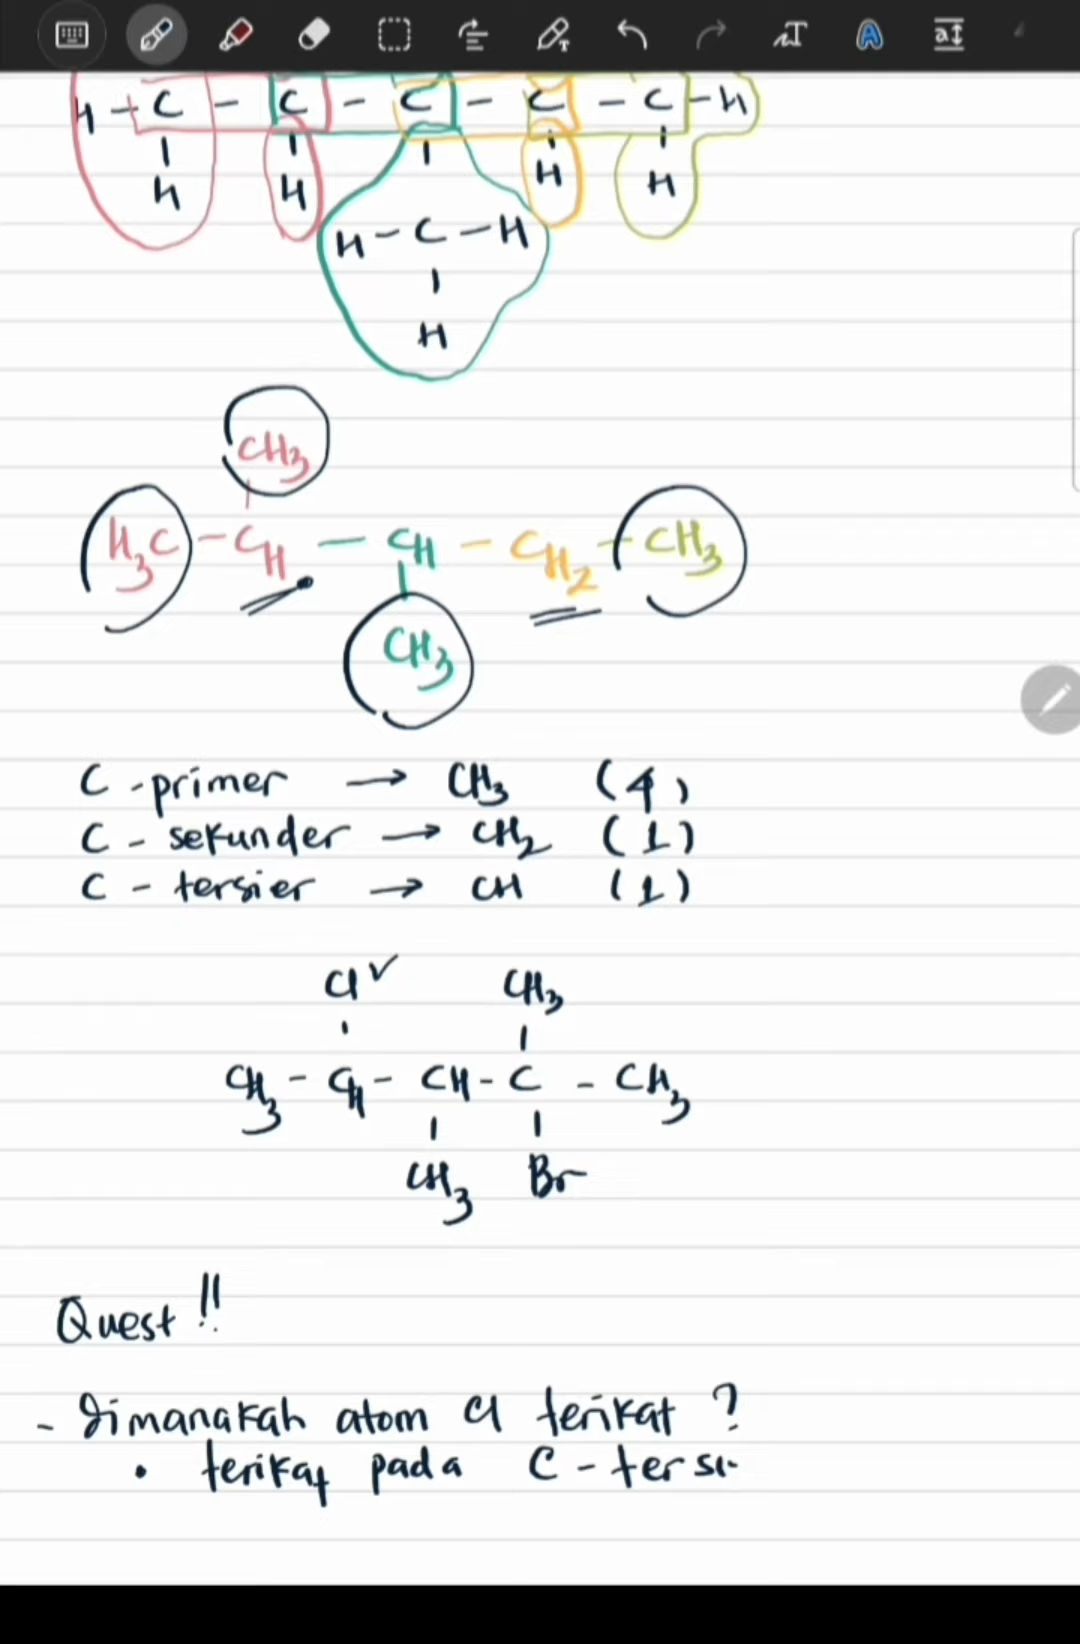 H - C - C - C - C - C - H
H H H H
H - C - H
H
CH3
H3C - CH - CH - CH2 - CH3
CH3
C - primer → CH3 (4)
C - sekunder → CH2 (1)
C - tersier → CH (1)
Cl ✓ CH3
CH3 - CH - CH - C - CH3
CH3 Br
Quest !!
- Dimanakah atom Cl terikat ?
• terikat pada C - tersi